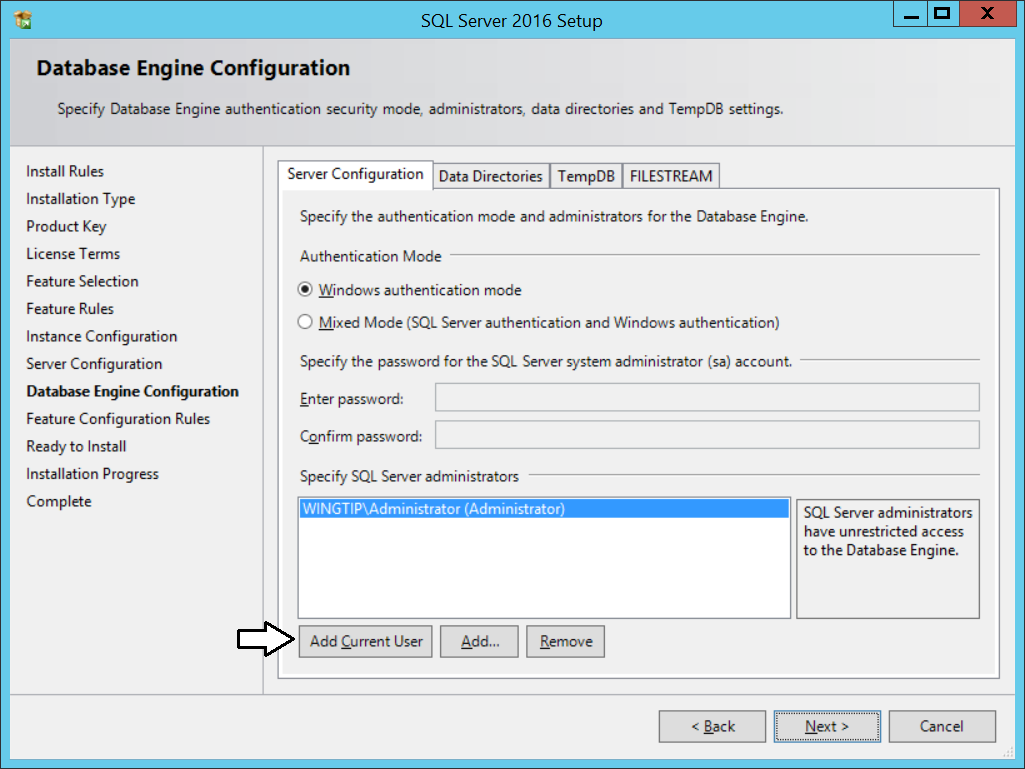 SQL Server 2016 Setup
Database Engine Configuration
Specify Database Engine authentication security mode, administrators, data directories and TempDB settings.
Install Rules
Installation Type
Product Key
License Terms
Feature Selection
Feature Rules
Instance Configuration
Server Configuration
Database Engine Configuration
Feature Configuration Rules
Ready to Install
Installation Progress
Complete
Server Configuration Data Directories TempDB FILESTREAM
Specify the authentication mode and administrators for the Database Engine.
Authentication Mode
Windows authentication mode
Mixed Mode (SQL Server authentication and Windows authentication)
Specify the password for the SQL Server system administrator (sa) account.
Enter password:
Confirm password:
Specify SQL Server administrators
WINGTIP\Administrator (Administrator)
SQL Server administrators
have unrestricted access
to the Database Engine.
Add Current User Add... Remove
< Back Next > Cancel